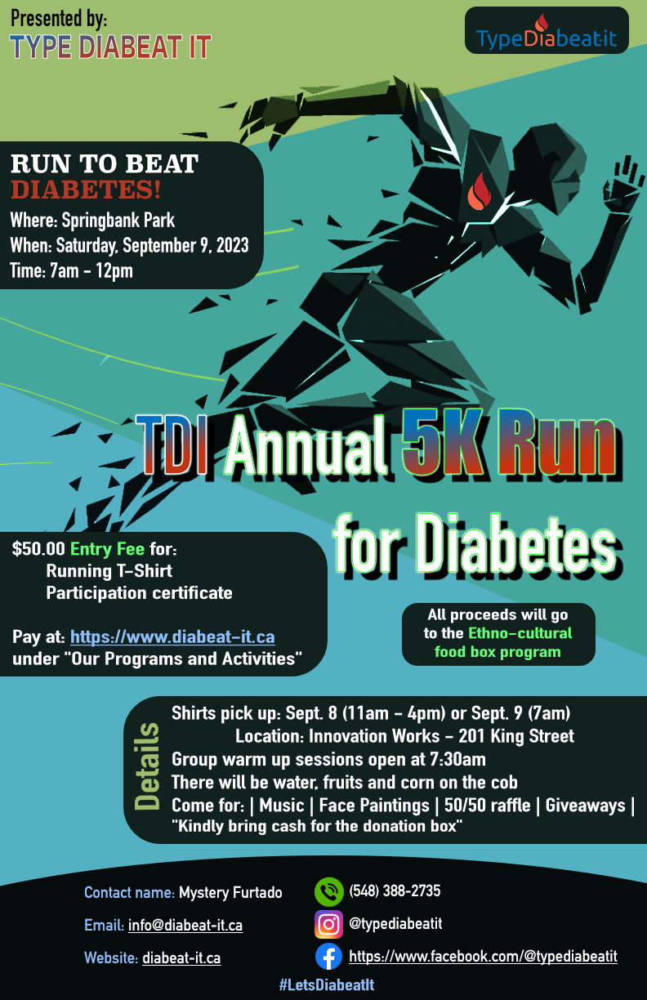 Presented by:
TYPE DIABEAT IT
TypeDiabeatit
RUN TO BEAT
DIABETES!
Where: Springbank Park
When: Saturday, September 9, 2023
Time: 7am - 12pm
TDI Annual 5K Run
for Diabetes
$50.00 Entry Fee for:
Running T-Shirt
Participation certificate
Pay at: https://www.diabeat-it.ca
under "Our Programs and Activities"
All proceeds will go
to the Ethno-cultural
food box program
Details
Shirts pick up: Sept. 8 (11am - 4pm) or Sept. 9 (7am)
Location: Innovation Works - 201 King Street
Group warm up sessions open at 7:30am
There will be water, fruits and corn on the cob
Come for: | Music | Face Paintings | 50/50 raffle | Giveaways |
"Kindly bring cash for the donation box"
Contact name: Mystery Furtado
(548) 388-2735
Email: info@diabeat-it.ca
@typediabeatit
Website: diabeat-it.ca
https://www.facebook.com/@typediabeatit
#LetsDiabeatIt